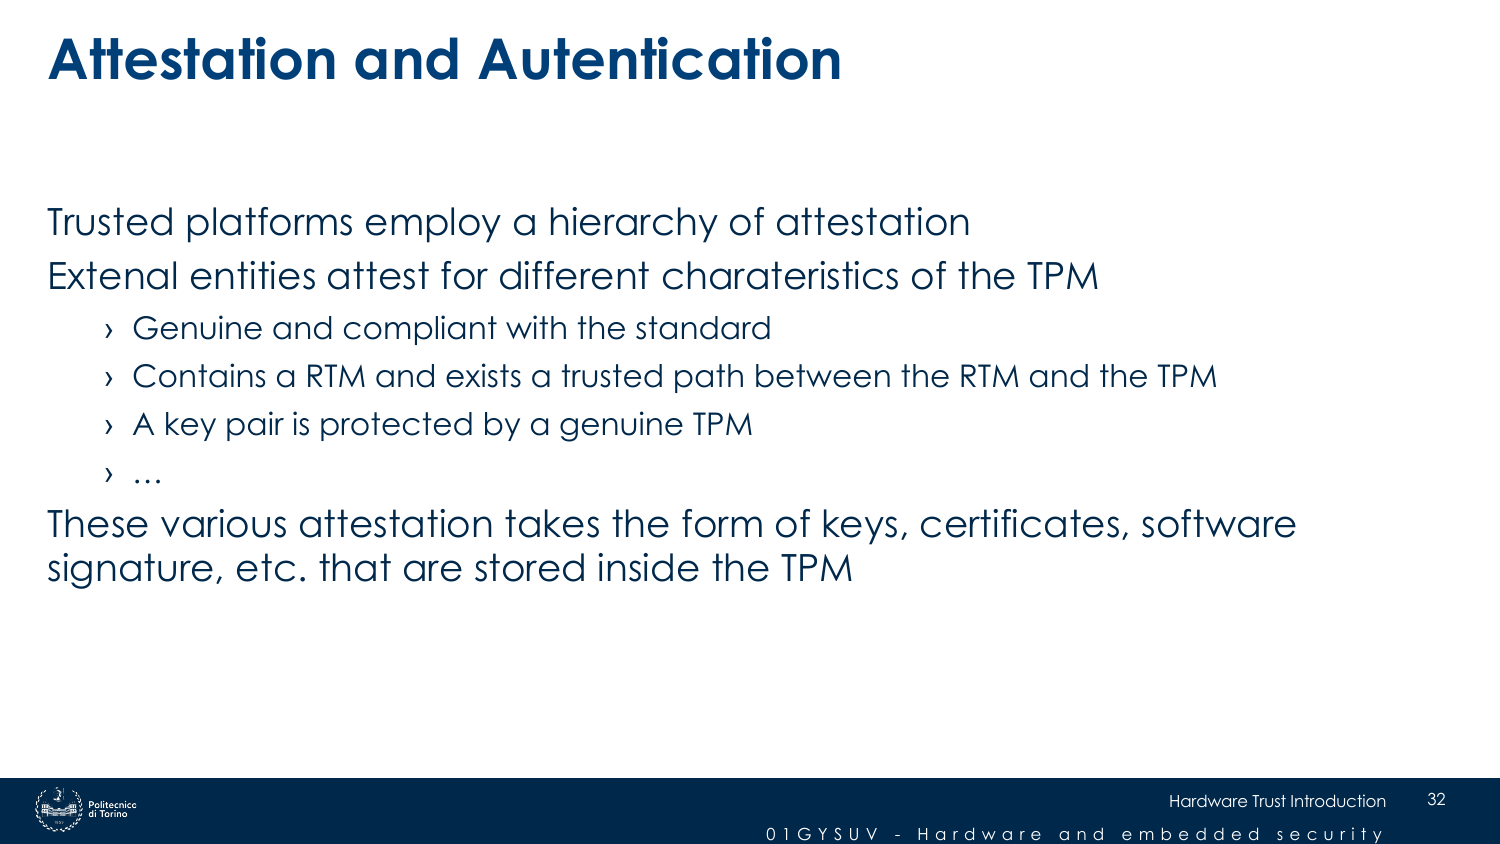 Attestation and Autentication
Trusted platforms employ a hierarchy of attestation
Extenal entities attest for different charateristics of the TPM
› Genuine and compliant with the standard
› Contains a RTM and exists a trusted path between the RTM and the TPM
› A key pair is protected by a genuine TPM
› …
These various attestation takes the form of keys, certificates, software
signature, etc. that are stored inside the TPM
Politecnico
di Torino
Hardware Trust Introduction
32
01GYSUV - Hardware and embedded security